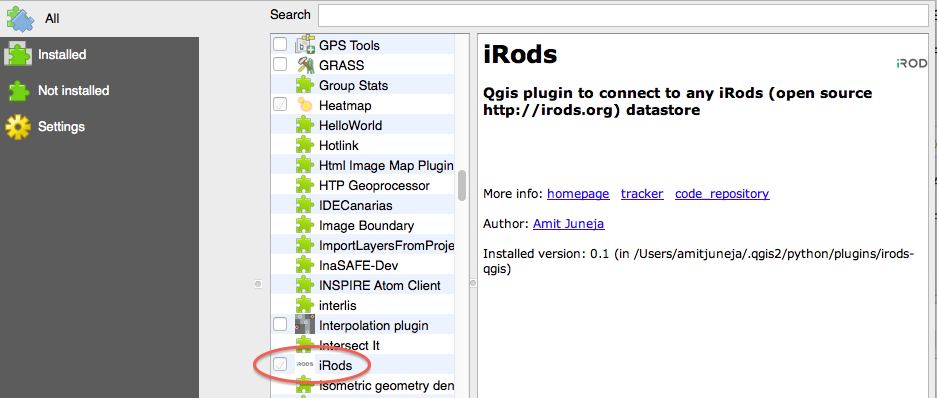 All
Installed
Not installed
Settings
Search
GPS Tools
GRASS
Group Stats
Heatmap
HelloWorld
Hotlink
Html Image Map Plugin
HTP Geoprocessor
IDECanarias
Image Boundary
ImportLayersFromProje
InaSAFE-Dev
INSPIRE Atom Client
interlis
Interpolation plugin
Intersect It
iRODS iRods
Isometric geometry den
iRods
iROD
Qgis plugin to connect to any iRods (open source
http://irods.org) datastore
More info: homepage tracker code_repository
Author: Amit Juneja
Installed version: 0.1 (in /Users/amitjuneja/.qgis2/python/plugins/irods-
qgis)